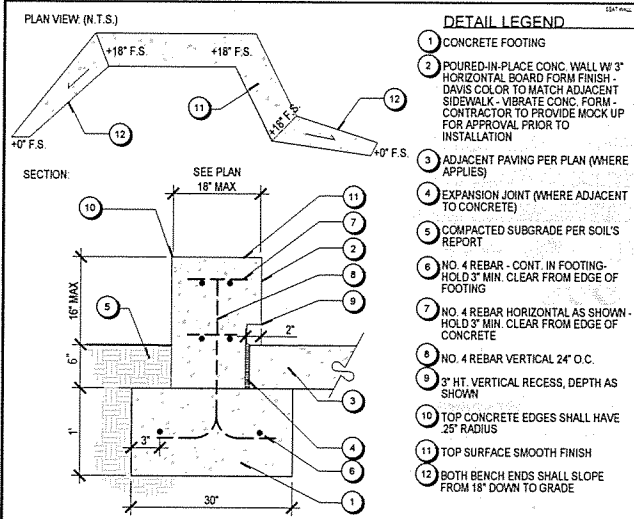 SEAT WALL
PLAN VIEW: (N.T.S.)
+18" F.S.
+18" F.S.
11
12
+18" F.S.
12
+0" F.S.
+0" F.S.
SECTION:
SEE PLAN
18" MAX
10
11
7
2
8
9
16" MAX
5
2"
6"
3
1'
3"
4
6
30"
1
DETAIL LEGEND
1 CONCRETE FOOTING
2 POURED-IN-PLACE CONC. WALL W/ 3"
HORIZONTAL BOARD FORM FINISH -
DAVIS COLOR TO MATCH ADJACENT
SIDEWALK - VIBRATE CONC. FORM -
CONTRACTOR TO PROVIDE MOCK UP
FOR APPROVAL PRIOR TO
INSTALLATION
3 ADJACENT PAVING PER PLAN (WHERE
APPLIES)
4 EXPANSION JOINT (WHERE ADJACENT
TO CONCRETE)
5 COMPACTED SUBGRADE PER SOIL'S
REPORT
6 NO. 4 REBAR - CONT. IN FOOTING-
HOLD 3" MIN. CLEAR FROM EDGE OF
FOOTING
7 NO. 4 REBAR HORIZONTAL AS SHOWN -
HOLD 3" MIN. CLEAR FROM EDGE OF
CONCRETE
8 NO. 4 REBAR VERTICAL 24" O.C.
9 3" HT. VERTICAL RECESS, DEPTH AS
SHOWN
10 TOP CONCRETE EDGES SHALL HAVE
.25" RADIUS
11 TOP SURFACE SMOOTH FINISH
12 BOTH BENCH ENDS SHALL SLOPE
FROM 18" DOWN TO GRADE